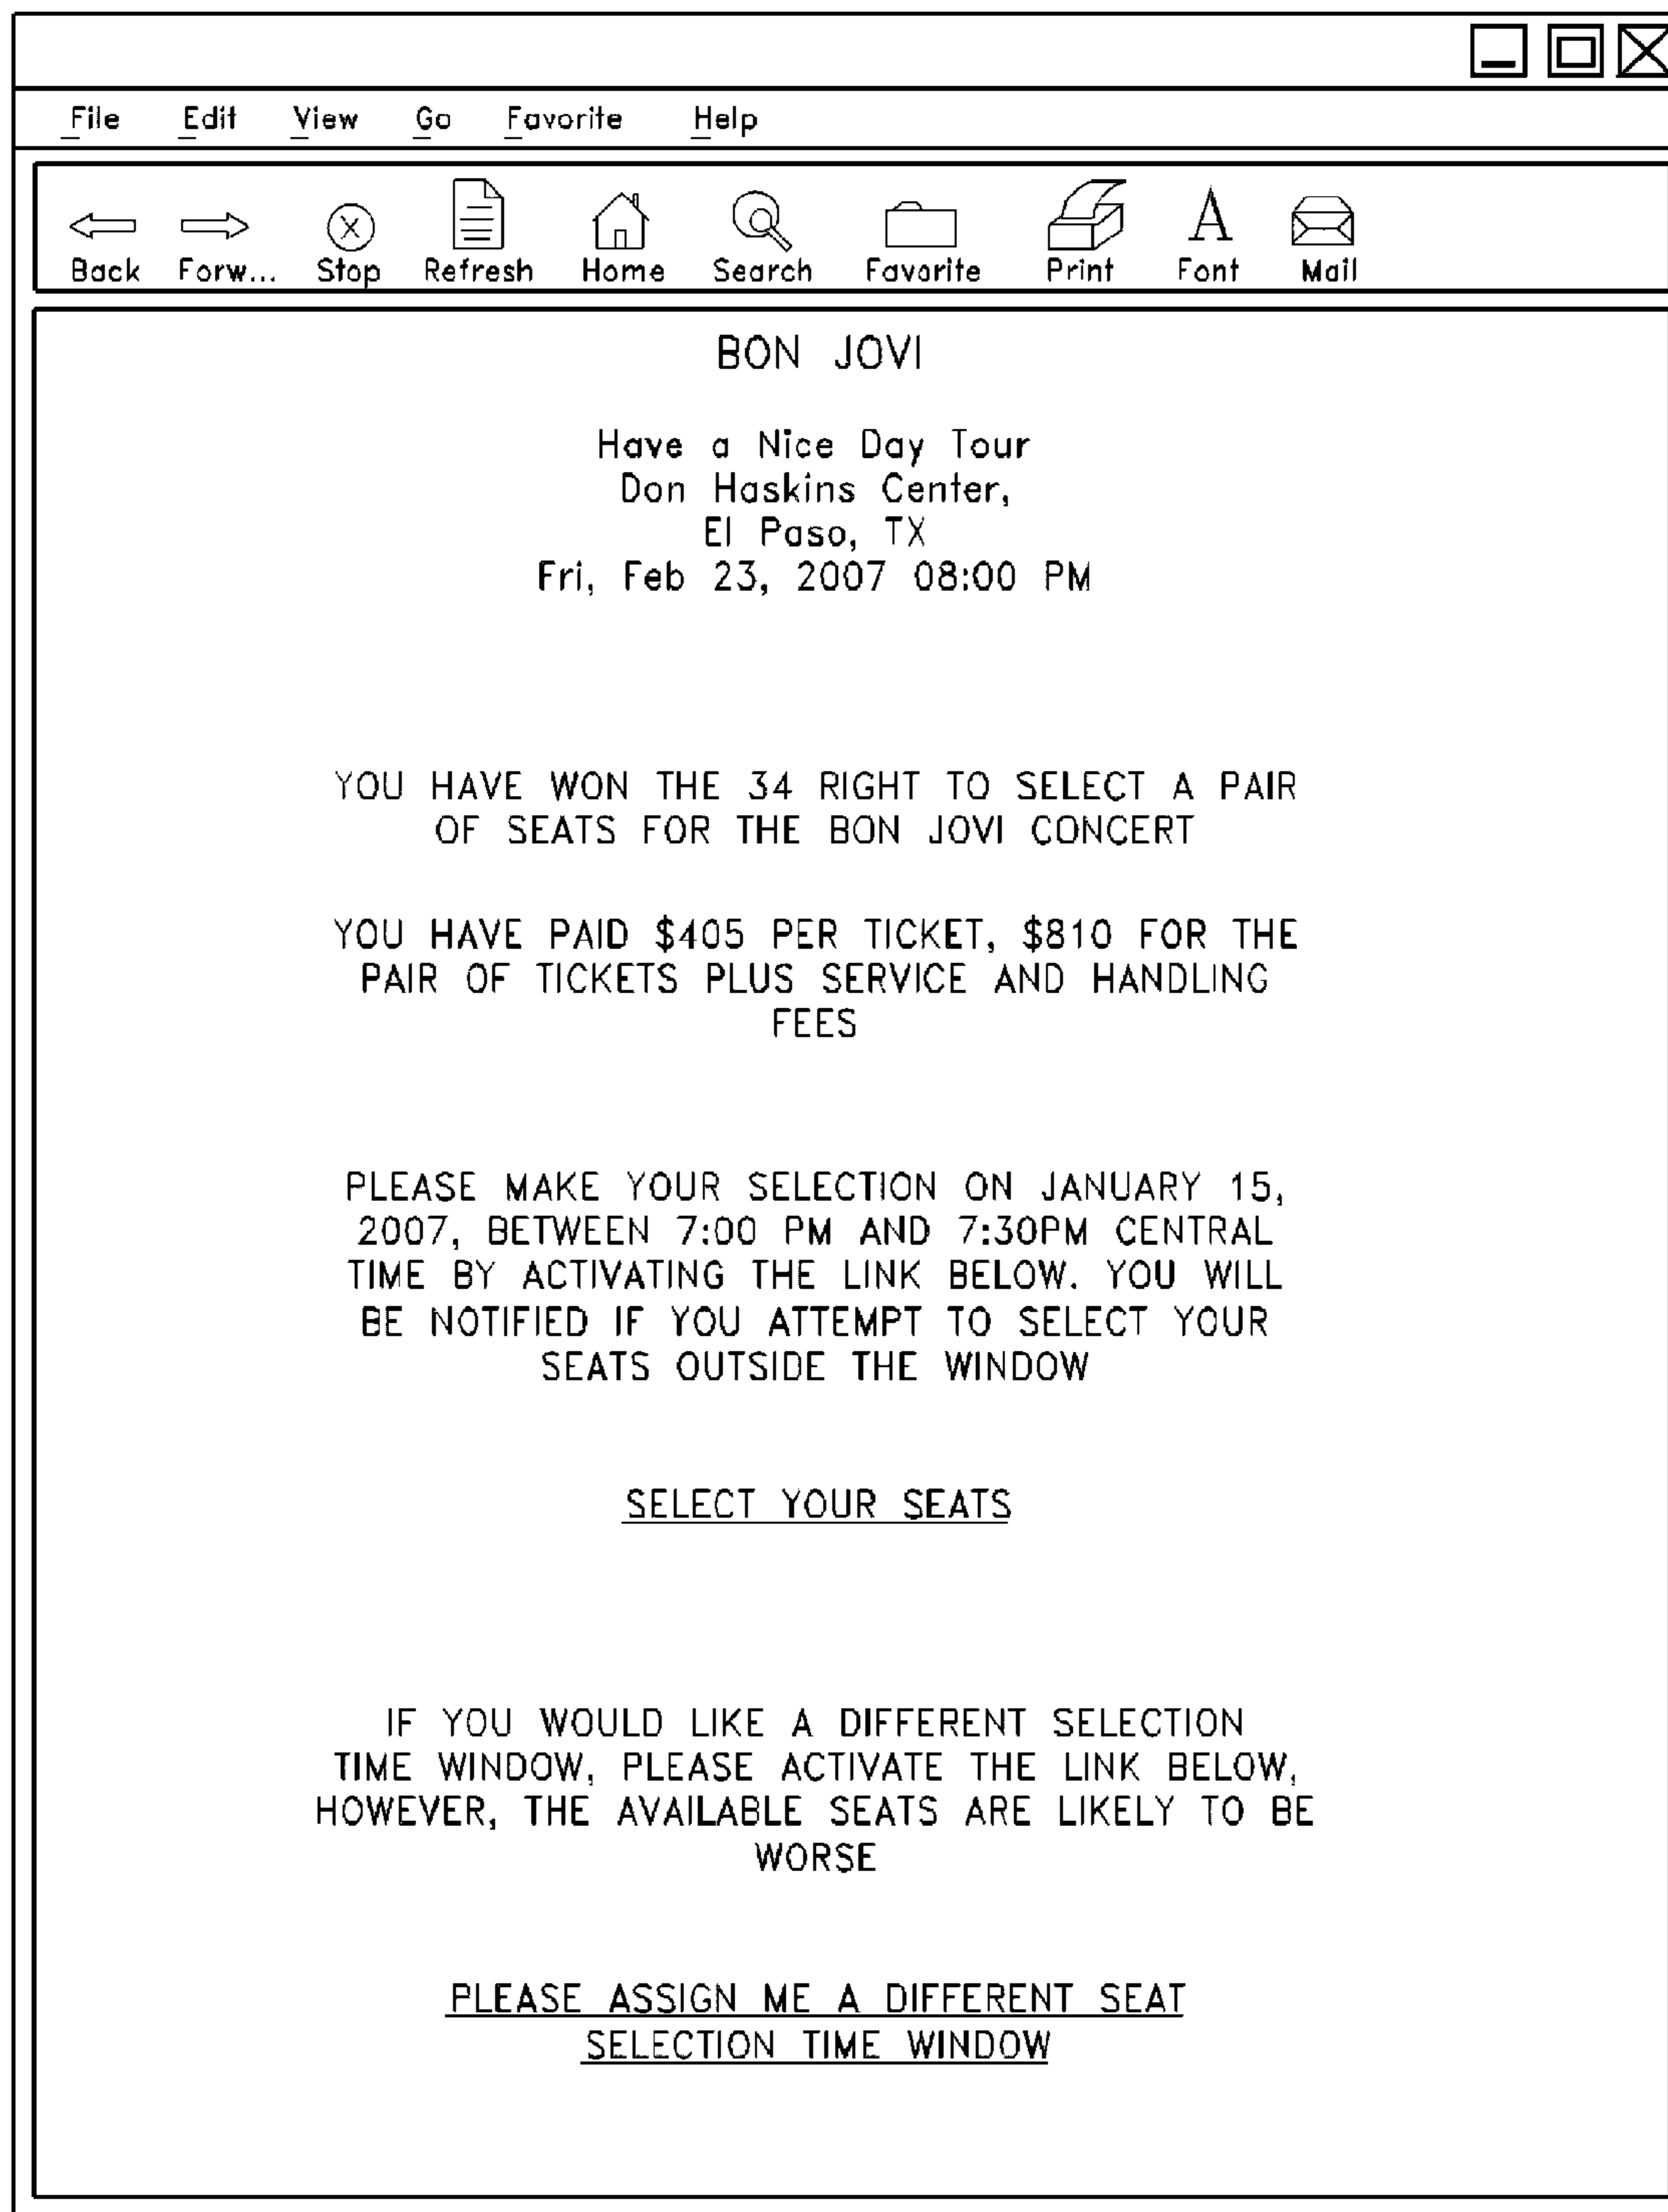 File Edit View Go Favorite Help
Back Forw... Stop Refresh Home Search Favorite Print Font Mail
BON JOVI
Have a Nice Day Tour
Don Haskins Center,
El Paso, TX
Fri, Feb 23, 2007 08:00 PM
YOU HAVE WON THE 34 RIGHT TO SELECT A PAIR
OF SEATS FOR THE BON JOVI CONCERT
YOU HAVE PAID $405 PER TICKET, $810 FOR THE
PAIR OF TICKETS PLUS SERVICE AND HANDLING
FEES
PLEASE MAKE YOUR SELECTION ON JANUARY 15,
2007, BETWEEN 7:00 PM AND 7:30PM CENTRAL
TIME BY ACTIVATING THE LINK BELOW. YOU WILL
BE NOTIFIED IF YOU ATTEMPT TO SELECT YOUR
SEATS OUTSIDE THE WINDOW
SELECT YOUR SEATS
IF YOU WOULD LIKE A DIFFERENT SELECTION
TIME WINDOW, PLEASE ACTIVATE THE LINK BELOW,
HOWEVER, THE AVAILABLE SEATS ARE LIKELY TO BE
WORSE
PLEASE ASSIGN ME A DIFFERENT SEAT
SELECTION TIME WINDOW